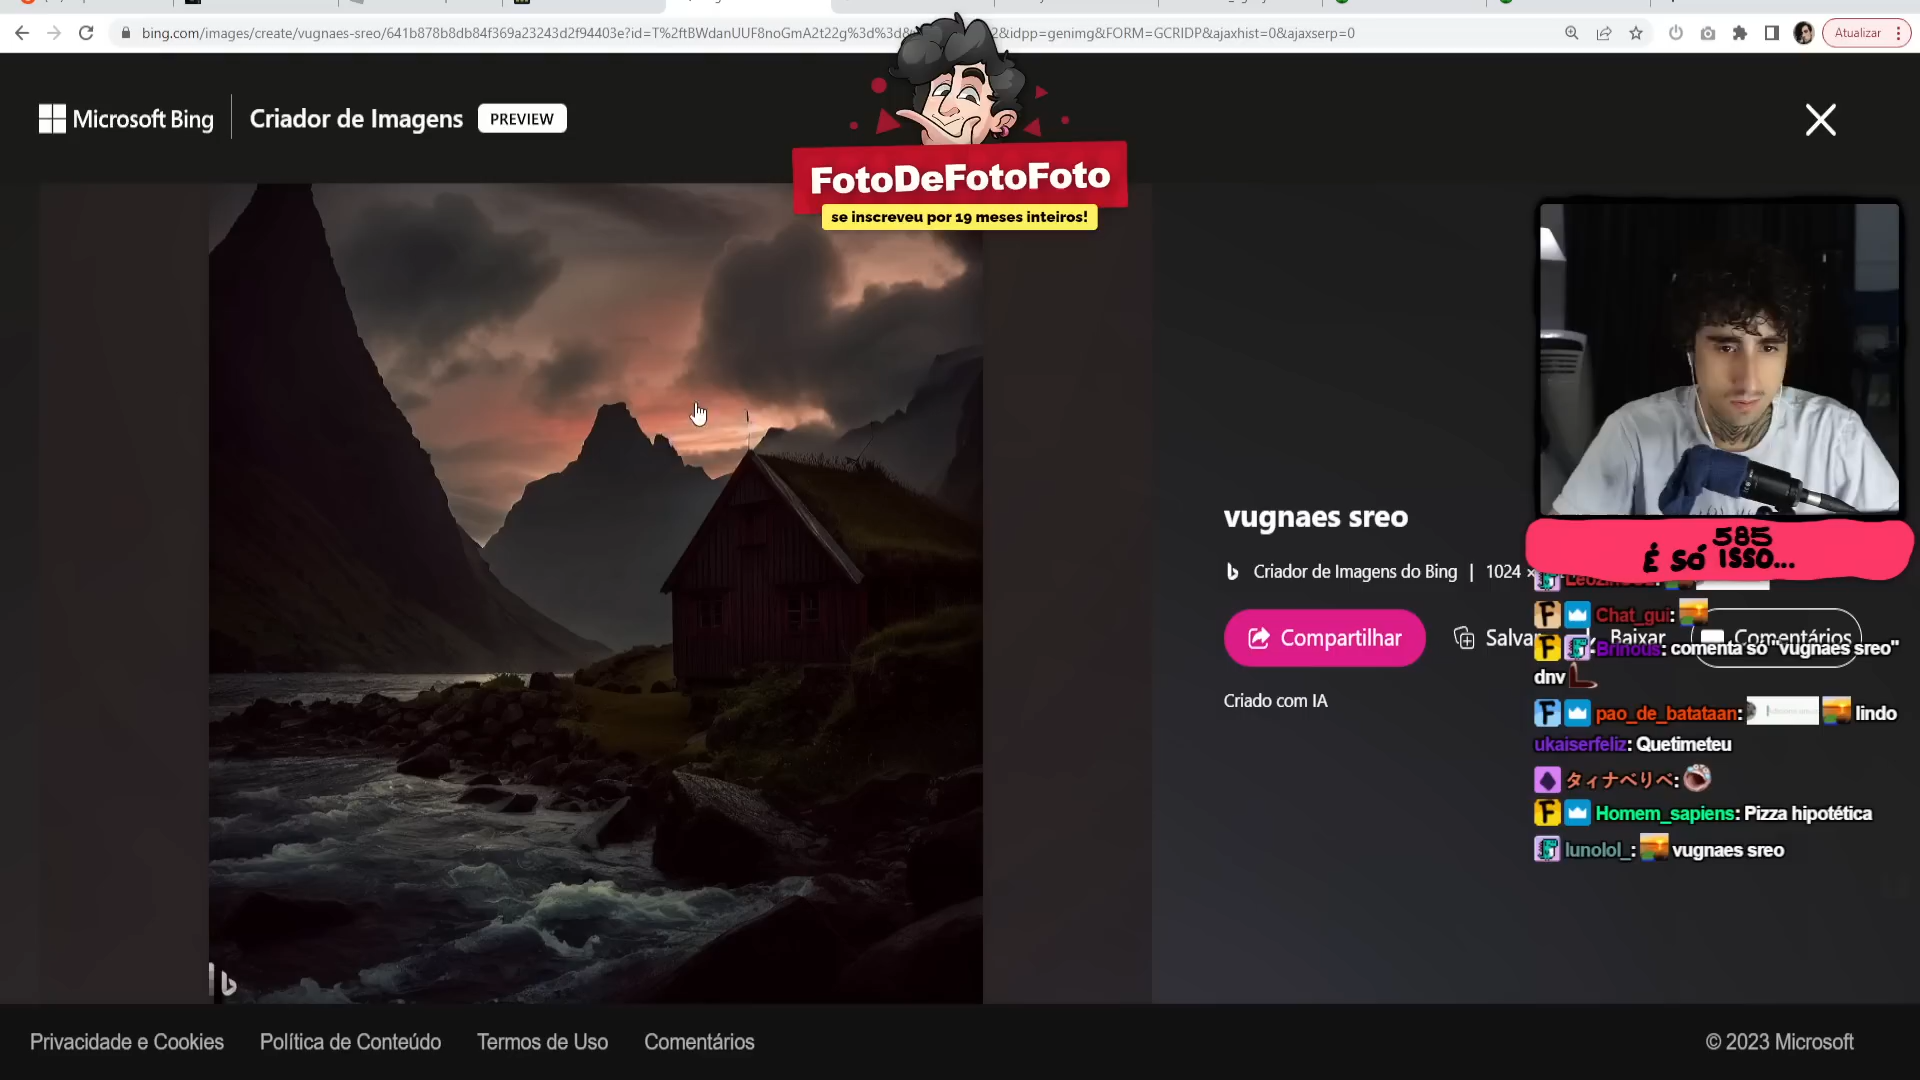 bing.com/images/create/vugnaes-sreo/641b878b8db84f369a23243d2f94403e?id=T%2ftBWdanUUF8noGmA2t22g%3d%3d&
2&idpp=genimg&FORM=GCRIDP&ajaxhist=0&ajaxserp=0
Atualizar
Microsoft Bing
Criador de Imagens
PREVIEW
FotoDeFotoFoto
se inscreveu por 19 meses inteiros!
vugnaes sreo
Criador de Imagens do Bing | 1024 ×
585
É SÓ ISSO...
Compartilhar
Salvar
Baixar
Comentários
Criado com IA
Chat_gui:
Brinous: comenta só "vugnaes sreo"
dnv
pao_de_batataan: lindo
ukaiserfeliz: Quetimeteu
タィナベリベ:
Homem_sapiens: Pizza hipotética
lunolol_: vugnaes sreo
Privacidade e Cookies
Política de Conteúdo
Termos de Uso
Comentários
© 2023 Microsoft